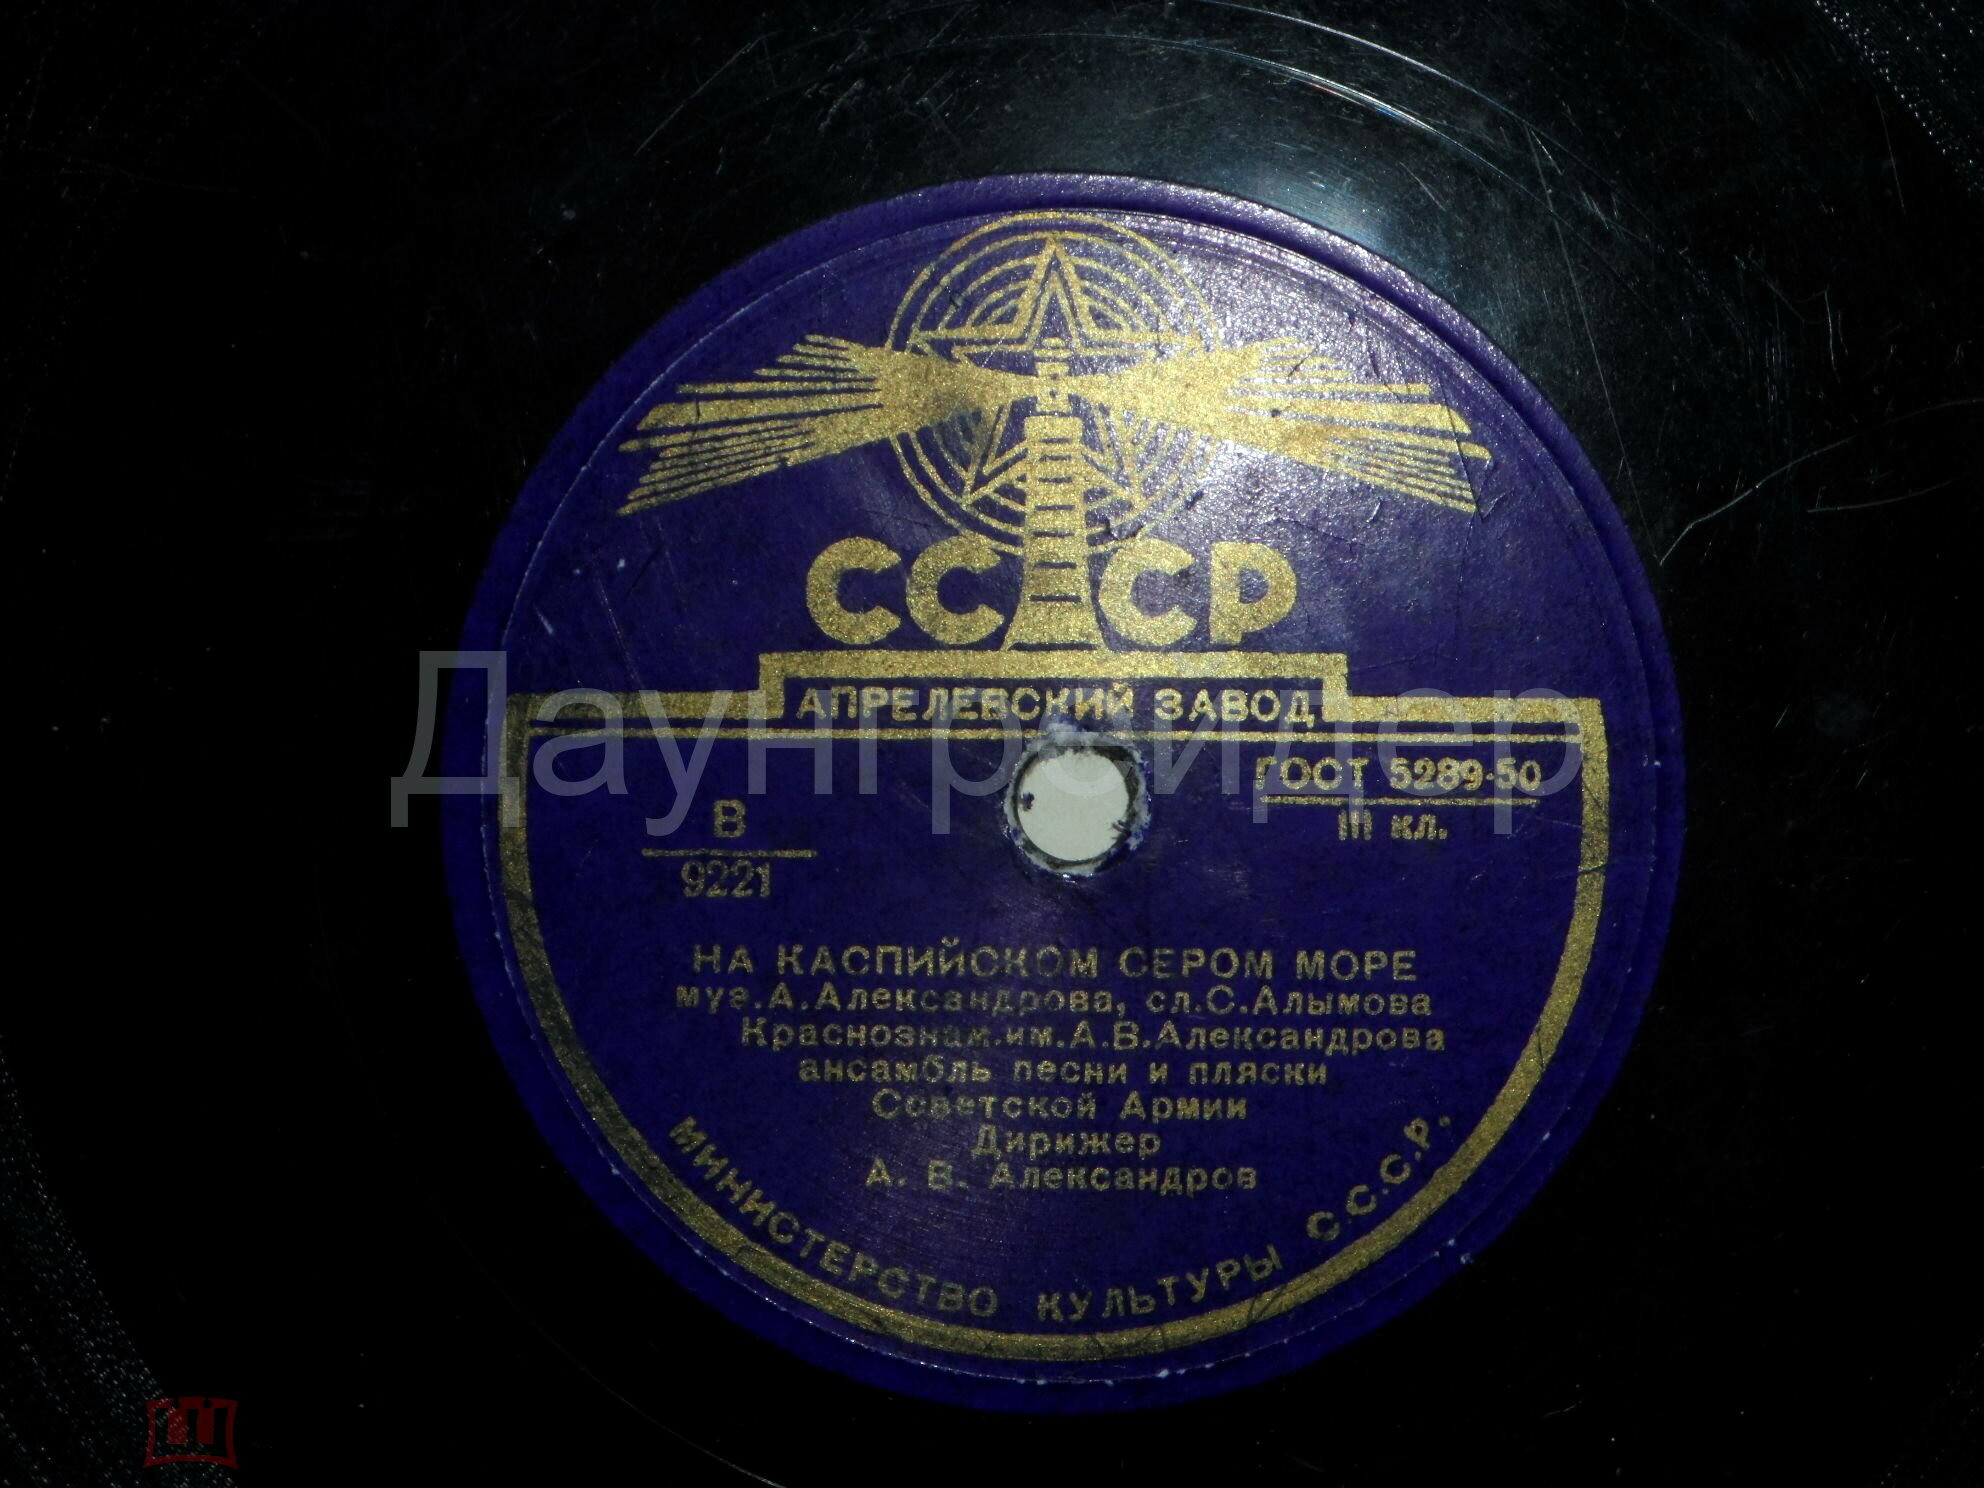 СССР
АПРЕЛЕВСКИЙ ЗАВОД
ГОСТ 5289-50
III кл.
В
9221
НА КАСПИЙСКОМ СЕРОМ МОРЕ
муз.А.Александрова, сл.С.Алымова
Краснознам.им.А.В.Александрова
ансамбль песни и пляски
Советской Армии
Дирижер
А. В. Александров
МИНИСТЕРСТВО КУЛЬТУРЫ С.С.С.Р.
Даунгрейдер